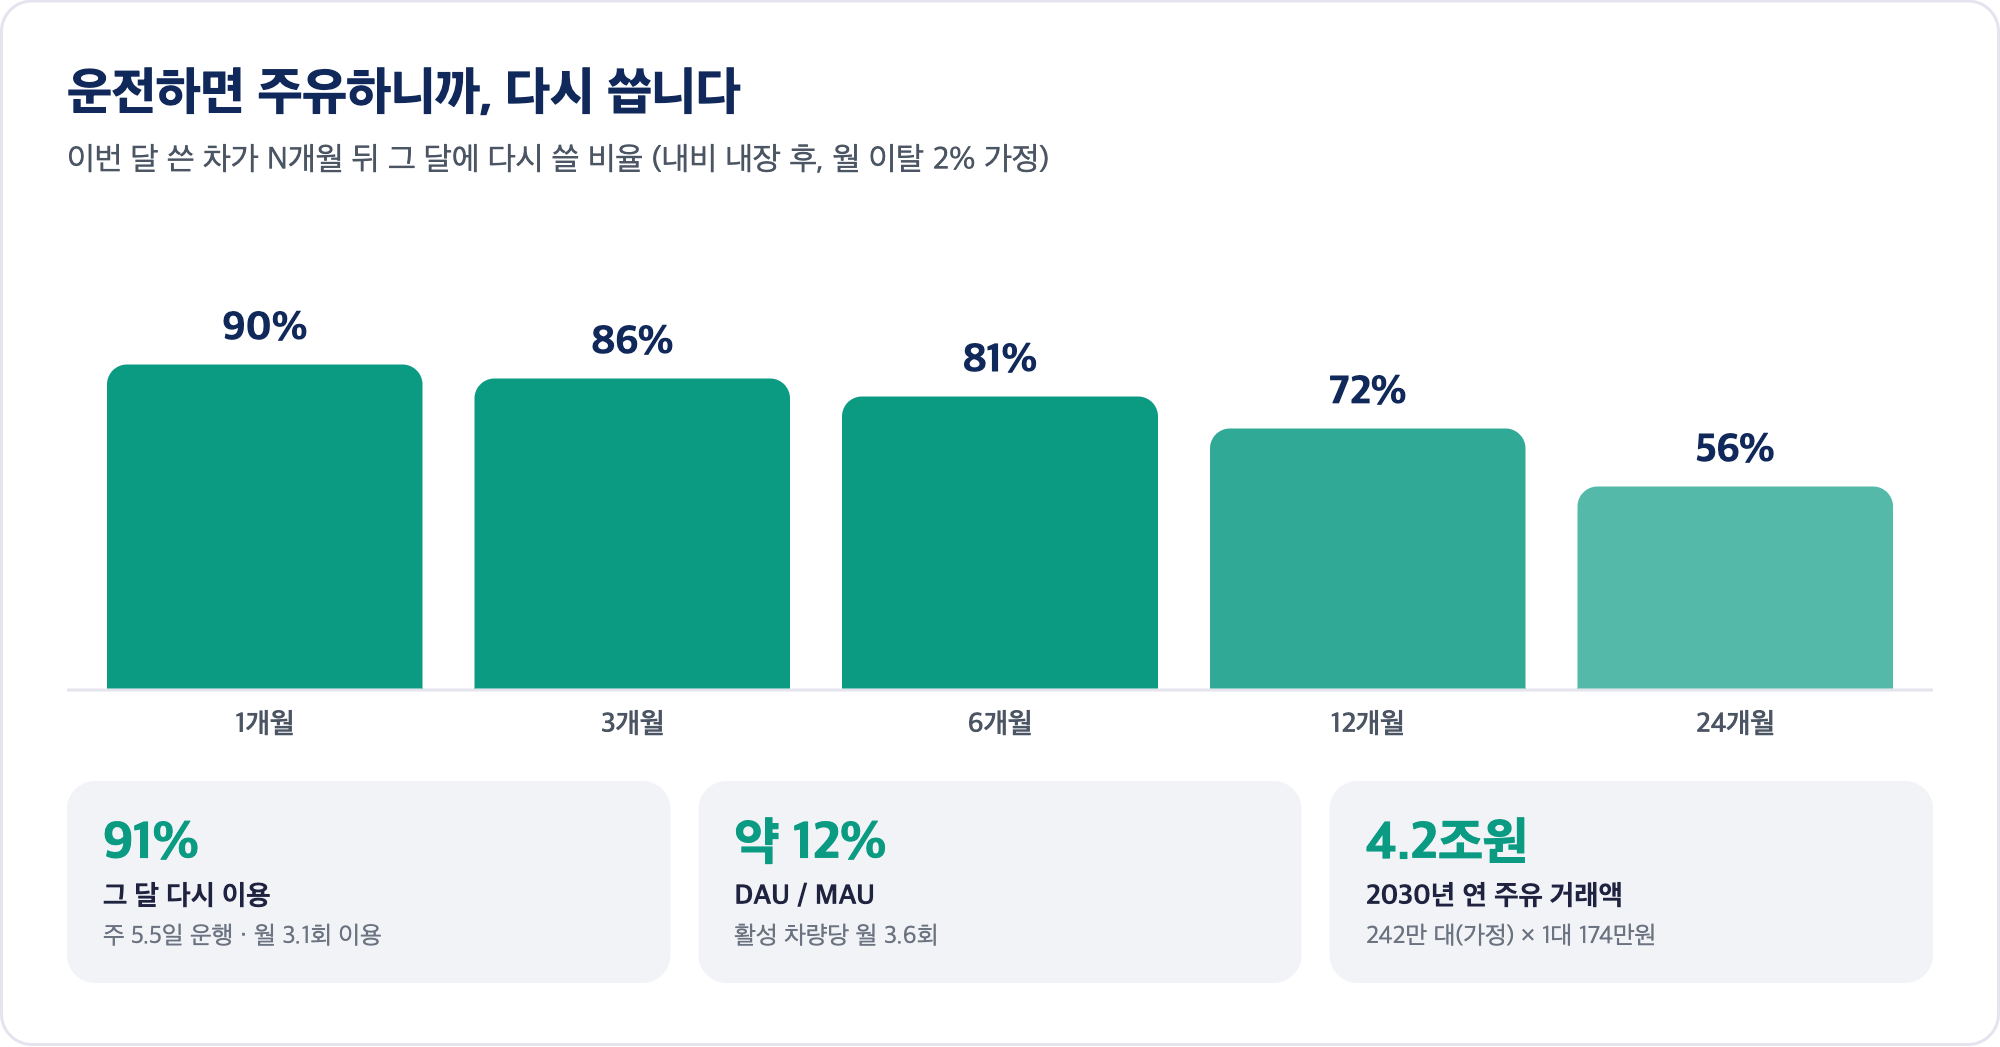 운전하면 주유하니까, 다시 씁니다
이번 달 쓴 차가 N개월 뒤 그 달에 다시 쓸 비율 (내비 내장 후, 월 이탈 2% 가정)
90%
86%
81%
72%
56%
1개월
3개월
6개월
12개월
24개월
91%
그 달 다시 이용
주 5.5일 운행 · 월 3.1회 이용
약 12%
DAU / MAU
활성 차량당 월 3.6회
4.2조원
2030년 연 주유 거래액
242만 대(가정) × 1대 174만원